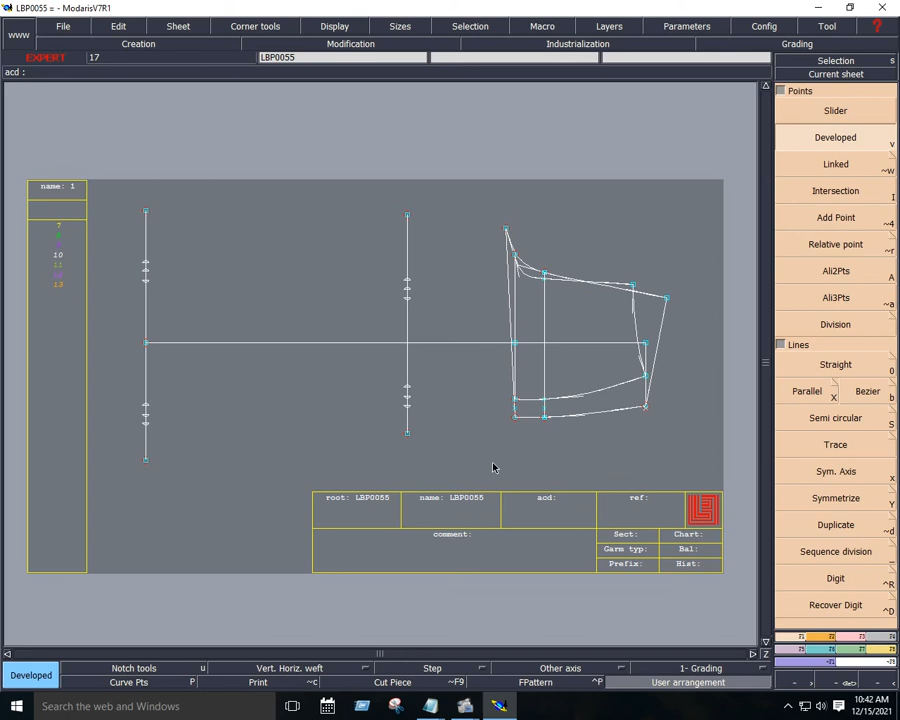 LBP0055 = - ModarisV7R1
www
File Edit Sheet Corner tools Display Sizes Selection Macro Layers Parameters Config Tool ?
Creation Modification Industrialization Grading
EXPERT 17 LBP0055
acd :
Selection s
Current sheet
Points
Slider
Developed v
Linked ~w
Intersection I
Add Point ~4
Relative point ~r
Ali2Pts A
Ali3Pts ~a
Division
Lines
Straight 0
Parallel X Bezier b
Semi circular S
Trace
Sym. Axis x
Symmetrize Y
Duplicate ~d
Sequence division _
Digit ^R
Recover Digit ^D
name: 1
7
10
11
13
root: LBP0055 name: LBP0055 acd: ref:
comment: Sect: Chart:
Garm typ: Bal:
Prefix: Hist:
Z
Developed
Notch tools u Vert. Horiz. weft Step Other axis 1- Grading
Curve Pts P Print ~c Cut Piece ~F9 FPattern ^P User arrangement
Search Windows
10:42 AM
12/15/2021